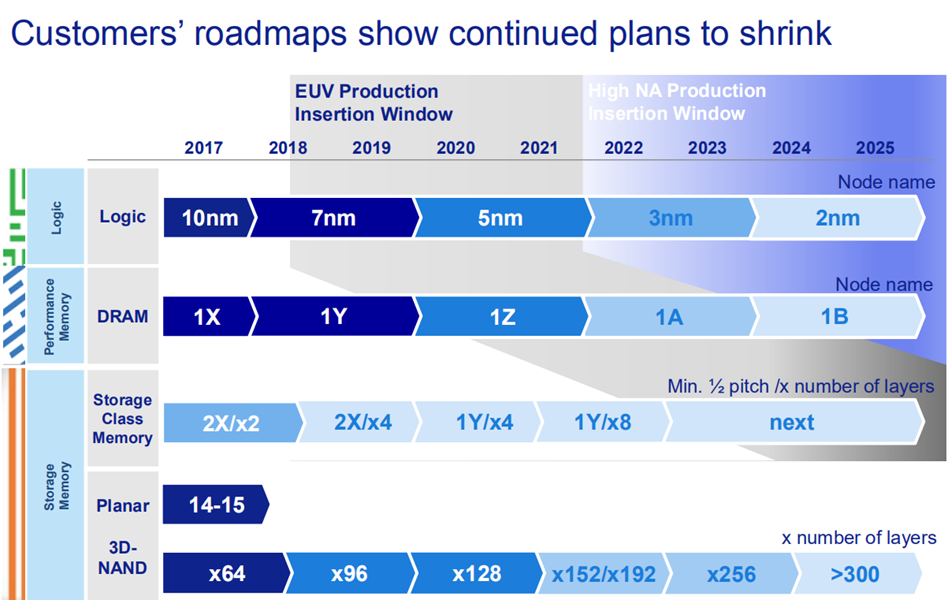 Customers’ roadmaps show continued plans to shrink
EUV Production
Insertion Window
High NA Production
Insertion Window
2017 2018 2019 2020 2021 2022 2023 2024 2025
Node name
Logic
Logic
10nm 7nm 5nm 3nm 2nm
Node name
Performance
Memory
DRAM
1X 1Y 1Z 1A 1B
Min. ½ pitch /x number of layers
Storage
Class
Memory
2X/x2 2X/x4 1Y/x4 1Y/x8 next
Storage
Memory
Planar
14-15
x number of layers
3D-
NAND
x64 x96 x128 x152/x192 x256 >300